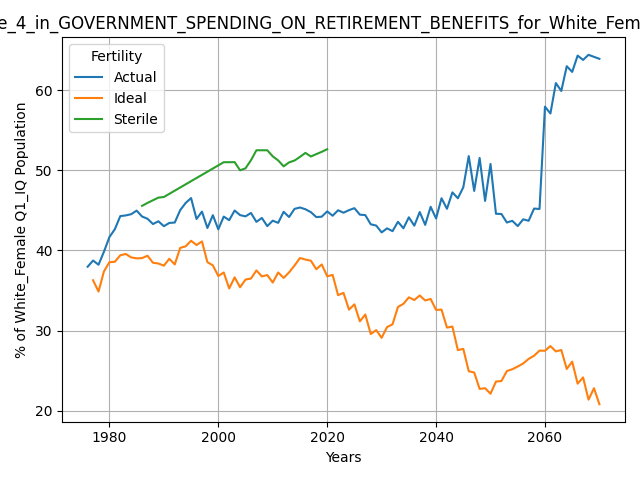 e_4_in_GOVERNMENT_SPENDING_ON_RETIREMENT_BENEFITS_for_White_Fem
Fertility
Actual
Ideal
Sterile
% of White_Female Q1_IQ Population
60
50
40
30
20
1980
2000
2020
2040
2060
Years